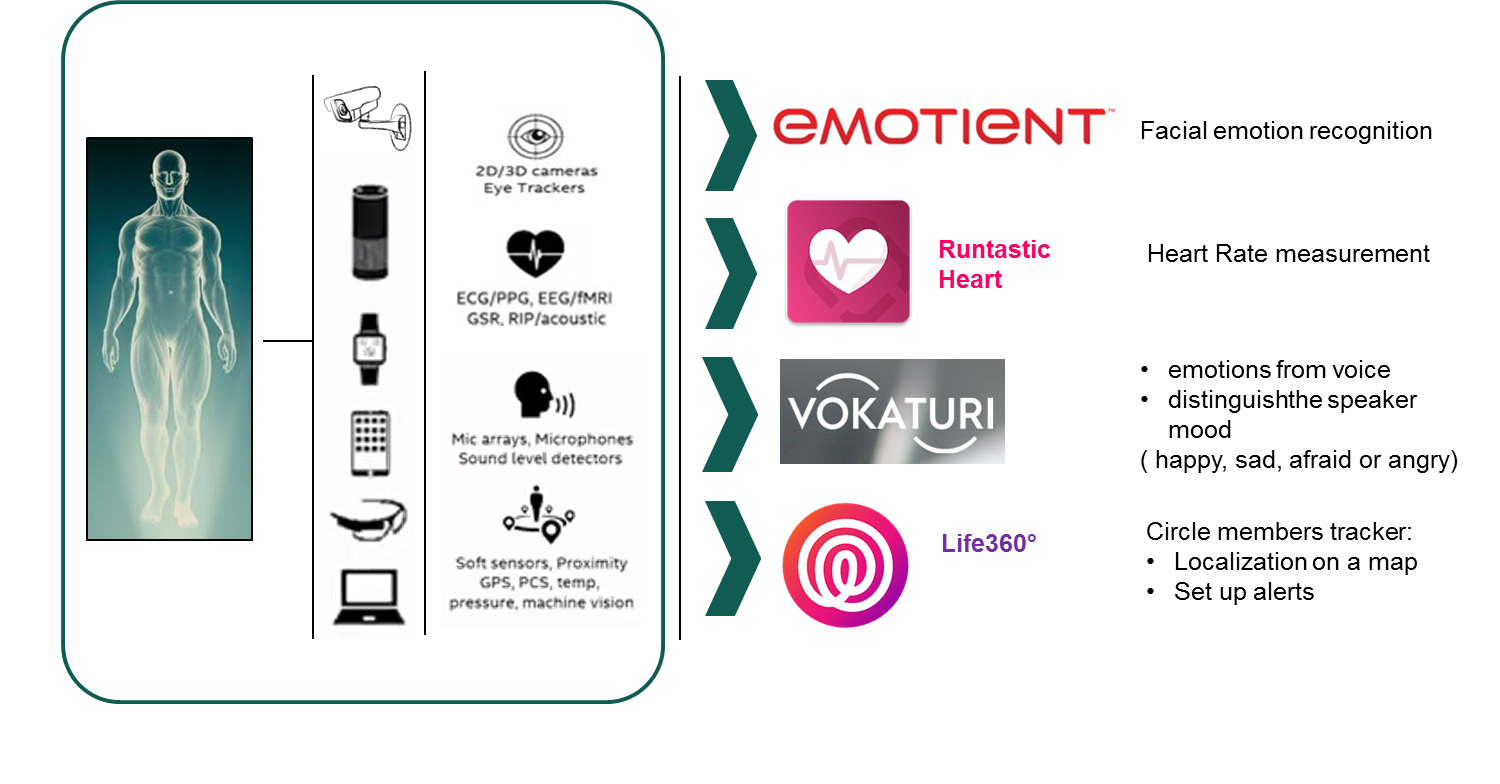 2D/3D cameras
Eye Trackers
ECG/PPG, EEG/fMRI
GSR, RIP/acoustic
Mic arrays, Microphones
Sound level detectors
Soft sensors, Proximity
GPS, PCS, temp,
pressure, machine vision
eMOTIENT™
Facial emotion recognition
Runtastic
Heart
Heart Rate measurement
VOKATURI
• emotions from voice
• distinguishthe speaker
mood
( happy, sad, afraid or angry)
Life360°
Circle members tracker:
• Localization on a map
• Set up alerts